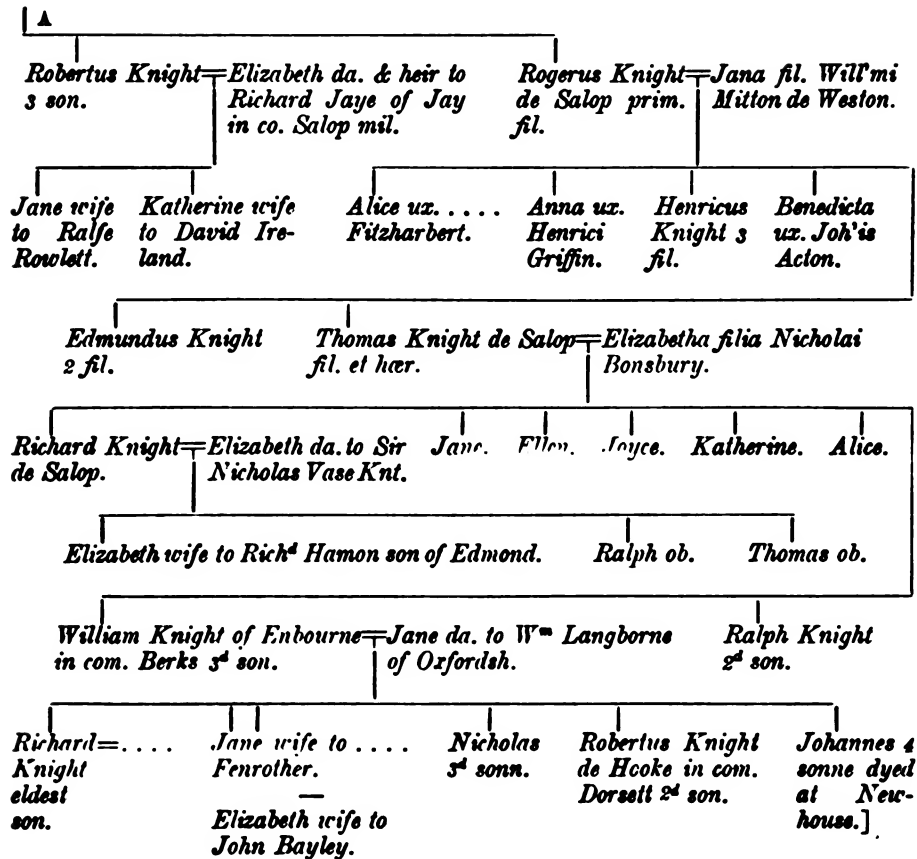 A
Robertus Knight=Elizabeth da. & heir to
3 son.
Richard Jaye of Jay
in co. Salop mil.
Rogerus Knight=Jana fil. Will'mi
de Salop prim.
fil.
Mitton de Weston.
Jane wife
to Ralfe
Rowlett.
Katherine wife
to David Ire-
land.
Alice ux. . . . . .
Fitzharbert.
Anna ux.
Henrici
Griffin.
Henricus
Knight 3
fil.
Benedicta
ux. Joh'is
Acton.
Edmundus Knight
2 fil.
Thomas Knight de Salop=Elizabetha filia Nicholai
fil. et hær.
Bonsbury.
Richard Knight=Elizabeth da. to Sir
de Salop.
Nicholas Vase Knt.
Jane.
Ellen.
Joyce.
Katherine.
Alice.
Elizabeth wife to Richd Hamon son of Edmond.
Ralph ob.
Thomas ob.
William Knight of Enbourne=Jane da. to Wm Langborne
in com. Berks 3d son.
of Oxfordsh.
Ralph Knight
2d son.
Richard=. . . .
Knight
eldest
son.
Jane wife to . . . .
Fenrother.
—
Elizabeth wife to
John Bayley.
Nicholas
3d sonn.
Robertus Knight
de Hooke in com.
Dorsett 2d son.
Johannes 4
sonne dyed
at New-
house.]